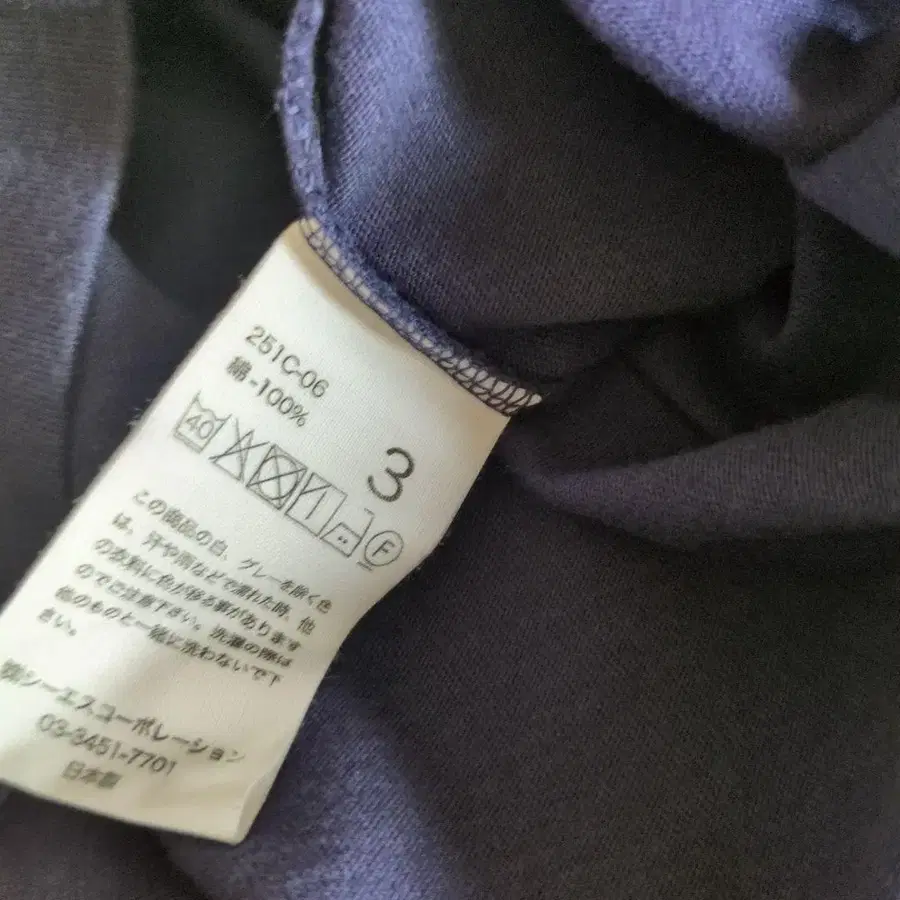 251C-06
綿-100%
3
40
F
この商品の白、グレーを除く色
は、汗や雨などで濡れた時、他
の衣料に色が移る事があります
のでご注意下さい。洗濯の際は
他のものと一緒に洗わないで下
さい。
㈱シーエスコーポレーション
03-3451-7701
日本製